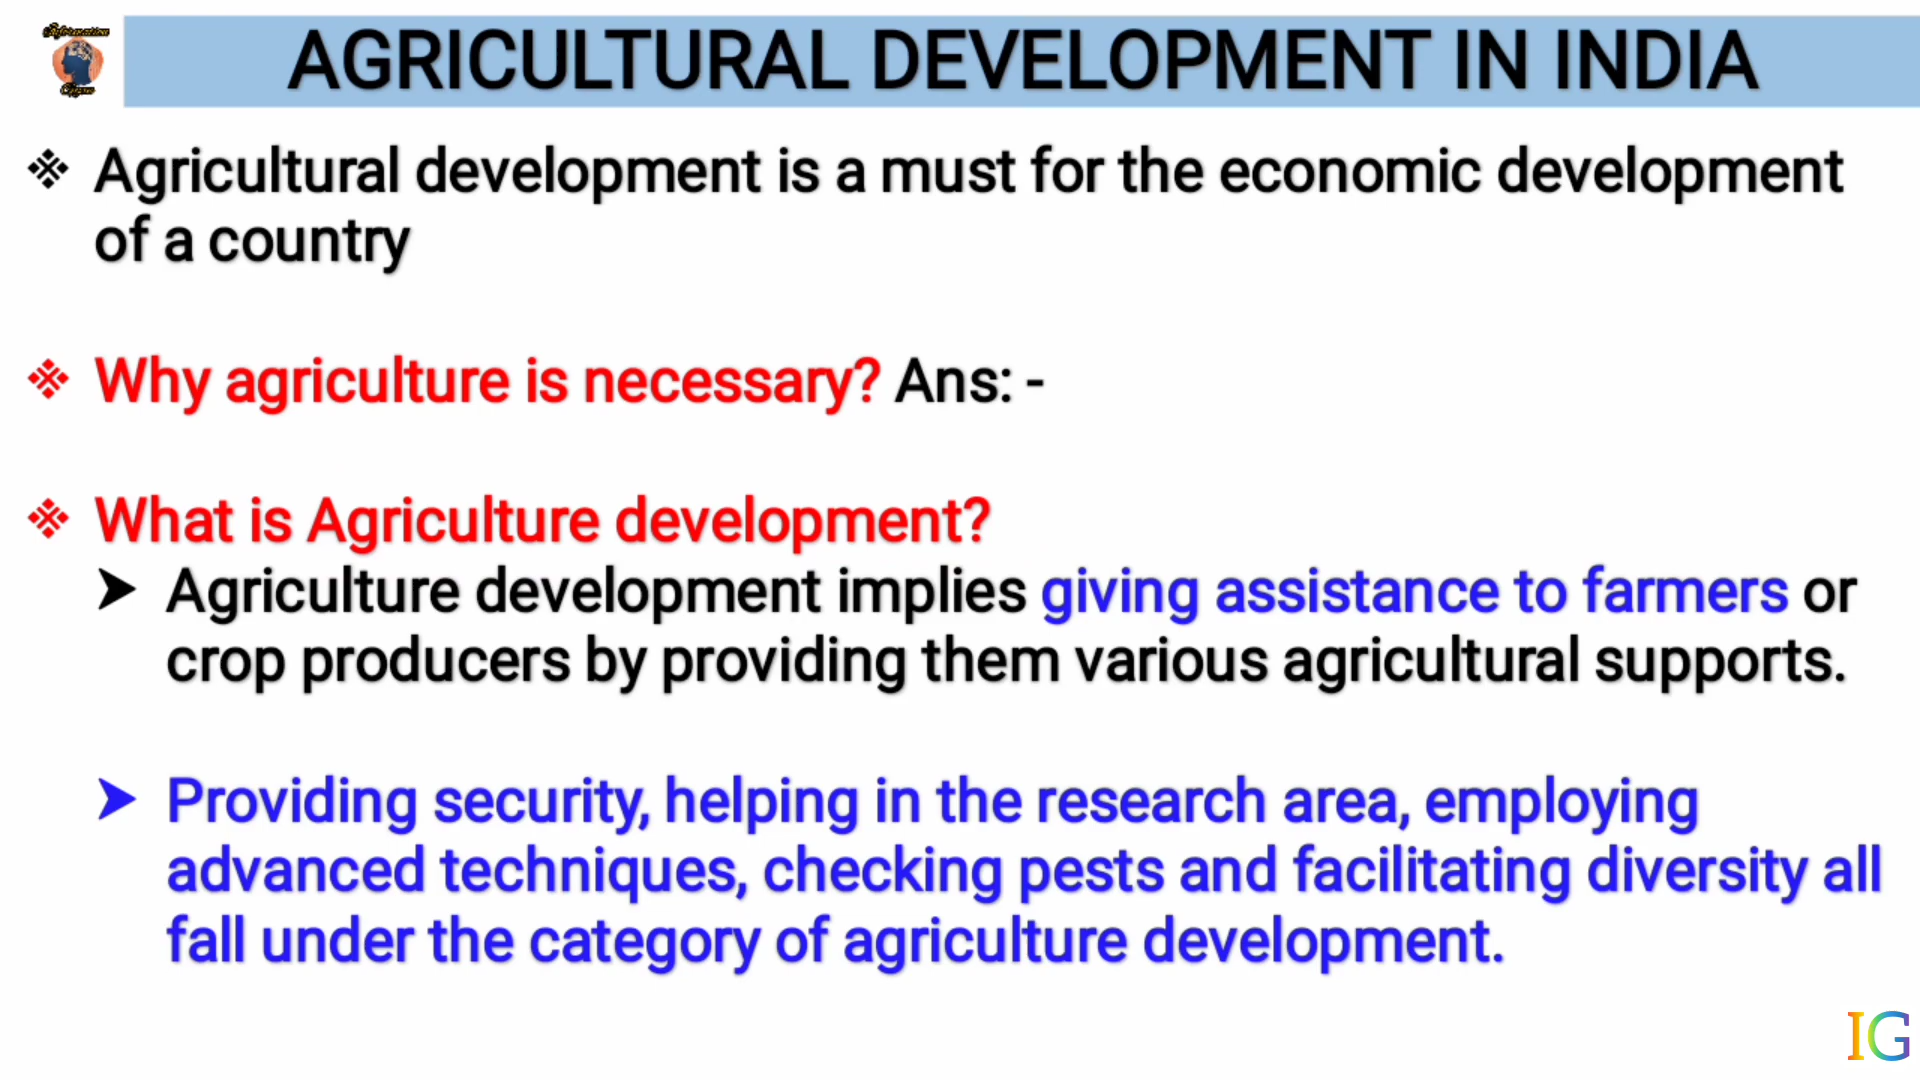 AGRICULTURAL DEVELOPMENT IN INDIA
Agricultural development is a must for the economic development
of a country
Why agriculture is necessary? Ans: -
What is Agriculture development?
Agriculture development implies giving assistance to farmers or
crop producers by providing them various agricultural supports.
Providing security, helping in the research area, employing
advanced techniques, checking pests and facilitating diversity all
fall under the category of agriculture development.
IG